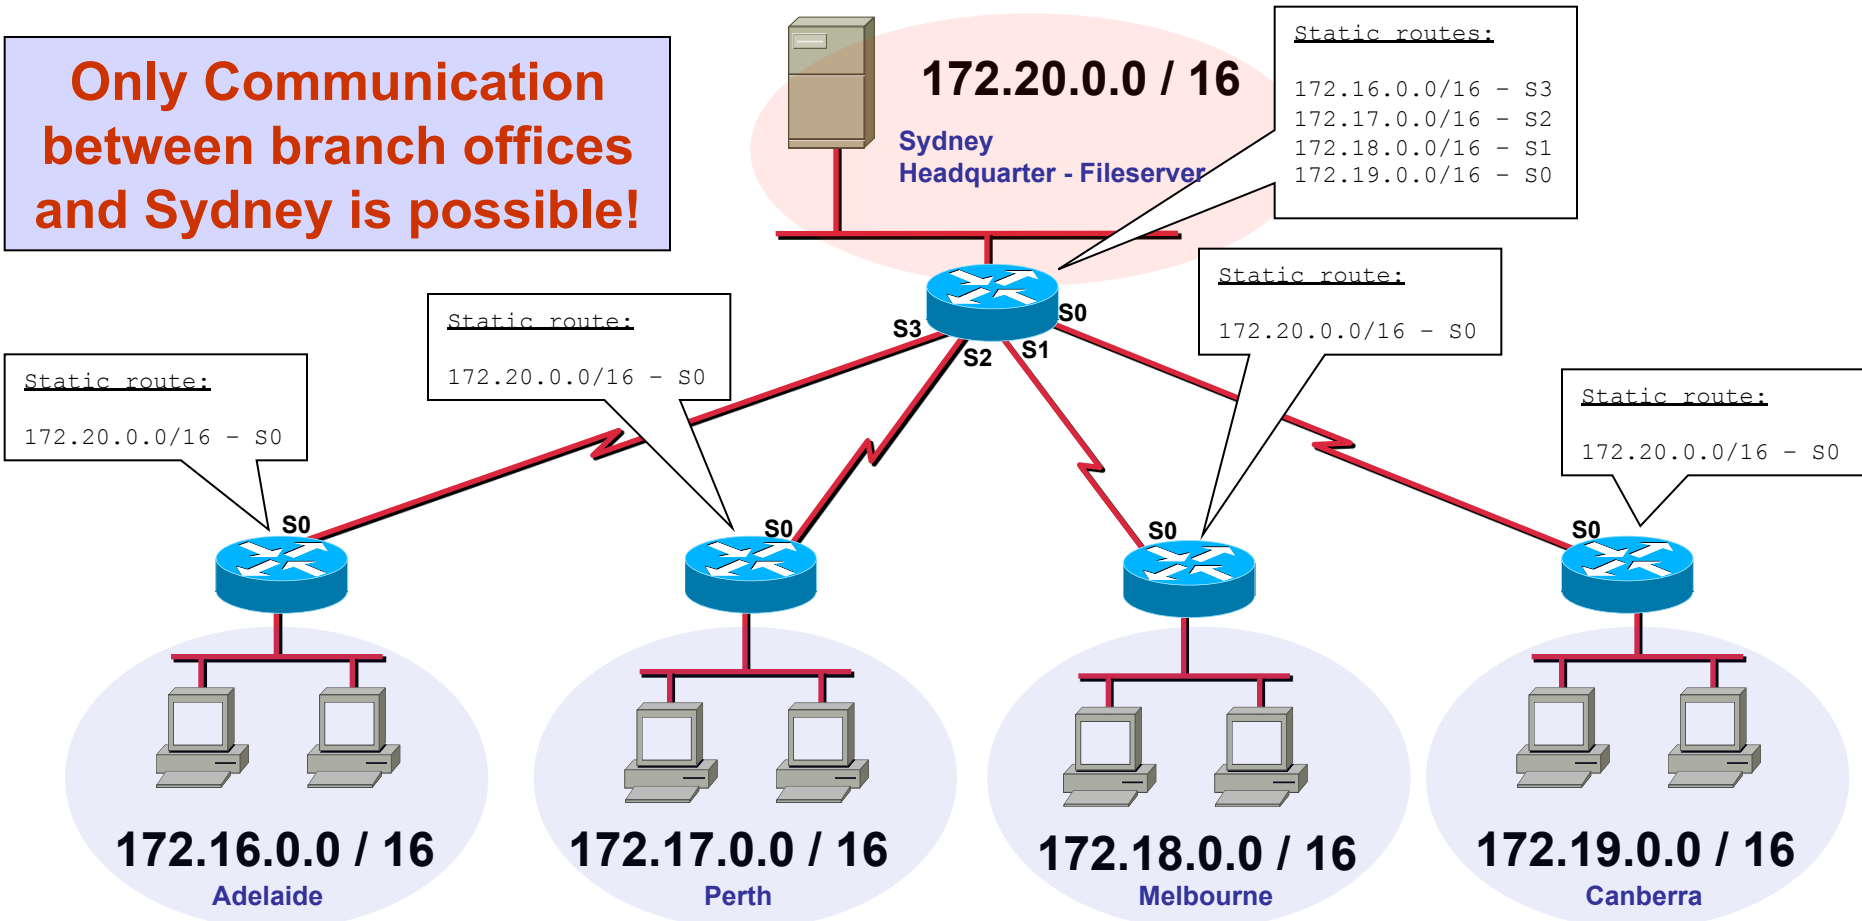 Only Communication
between branch offices
and Sydney is possible!
172.20.0.0 / 16
Sydney
Headquarter - Fileserver
Static routes:
172.16.0.0/16 – S3
172.17.0.0/16 – S2
172.18.0.0/16 – S1
172.19.0.0/16 – S0
Static route:
172.20.0.0/16 – S0
Static route:
172.20.0.0/16 – S0
Static route:
172.20.0.0/16 – S0
Static route:
172.20.0.0/16 – S0
S3
S2
S1
S0
S0
S0
S0
S0
172.16.0.0 / 16
Adelaide
172.17.0.0 / 16
Perth
172.18.0.0 / 16
Melbourne
172.19.0.0 / 16
Canberra